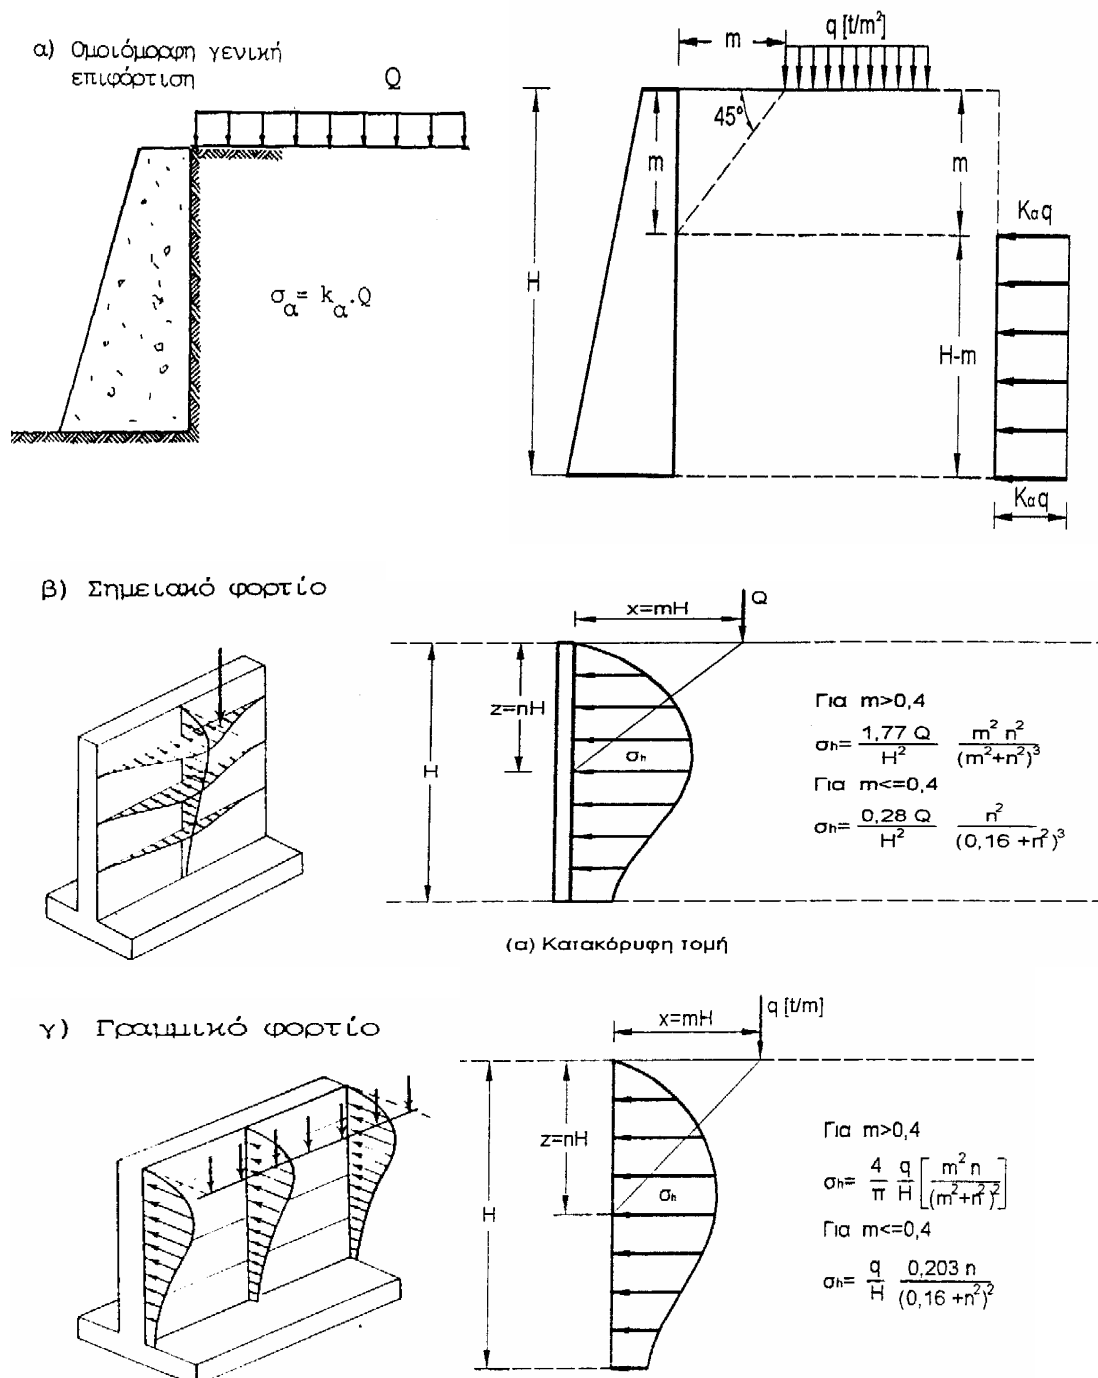 α) Ομοιόμορφη γενική
επιφόρτιση
Q
σα= kα.Q
m
q [t/m²]
45°
m
m
H
Kαq
H-m
Kαq
β) Σημειακό φορτίο
x=mH
Q
z=nH
H
σh
Για m>0,4
σh= 1,77 Q / H² m² n² / (m²+n²)³
Για m<=0,4
σh= 0,28 Q / H² n² / (0,16 +n²)³
(α) Κατακόρυφη τομή
γ) Γραμμικό φορτίο
x=mH
q [t/m]
z=nH
H
σh
Για m>0,4
σh= 4/π q/H [m² n / (m²+n²)²]
Για m<=0,4
σh= q/H 0,203 n / (0,16 +n²)²